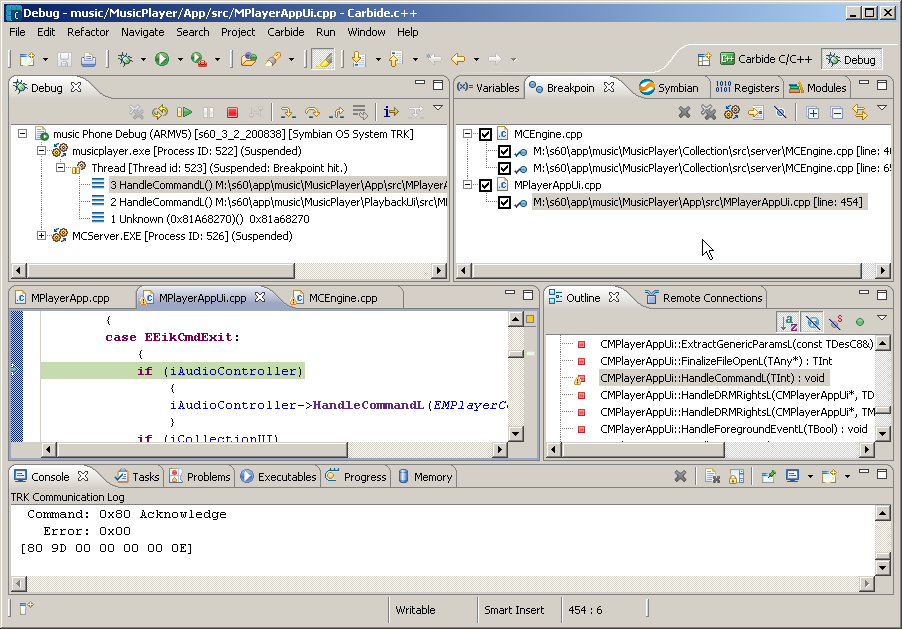 Debug - music/MusicPlayer/App/src/MPlayerAppUi.cpp - Carbide.c++
File Edit Refactor Navigate Search Project Carbide Run Window Help
Carbide C/C++ Debug
Debug
music Phone Debug (ARMV5) [s60_3_2_200838] [Symbian OS System TRK]
musicplayer.exe [Process ID: 522] (Suspended)
Thread [Thread id: 523] (Suspended: Breakpoint hit.)
3 HandleCommandL() M:\s60\app\music\MusicPlayer\App\src\MPlayerA
2 HandleCommandL() M:\s60\app\music\MusicPlayer\PlaybackUi\src\M
1 Unknown (0x81A68270)() 0x81A68270
MCServer.EXE [Process ID: 526] (Suspended)
(x)= Variables Breakpoin Symbian Registers Modules
MCEngine.cpp
M:\s60\app\music\MusicPlayer\Collection\src\server\MCEngine.cpp [line: 4
M:\s60\app\music\MusicPlayer\Collection\src\server\MCEngine.cpp [line: 65
MPlayerAppUi.cpp
M:\s60\app\music\MusicPlayer\App\src\MPlayerAppUi.cpp [line: 454]
MPlayerApp.cpp MPlayerAppUi.cpp MCEngine.cpp
{
case EEikCmdExit:
{
if (iAudioController)
{
iAudioController->HandleCommandL(EMPlayerC
}
if (iCollectionUI)
Outline Remote Connections
CMPlayerAppUi::ExtractGenericParamsL(const TDesC8&)
CMPlayerAppUi::FinalizeFileOpenL(TAny*) : TInt
CMPlayerAppUi::HandleCommandL(TInt) : void
CMPlayerAppUi::HandleDRMRightsL(CMPlayerAppUi*, TD
CMPlayerAppUi::HandleDRMRightsL(CMPlayerAppUi*, TM
CMPlayerAppUi::HandleForegroundEventL(TBool) : void
Console Tasks Problems Executables Progress Memory
TRK Communication Log
Command: 0x80 Acknowledge
Error: 0x00
[80 9D 00 00 00 00 0E]
Writable Smart Insert 454 : 6